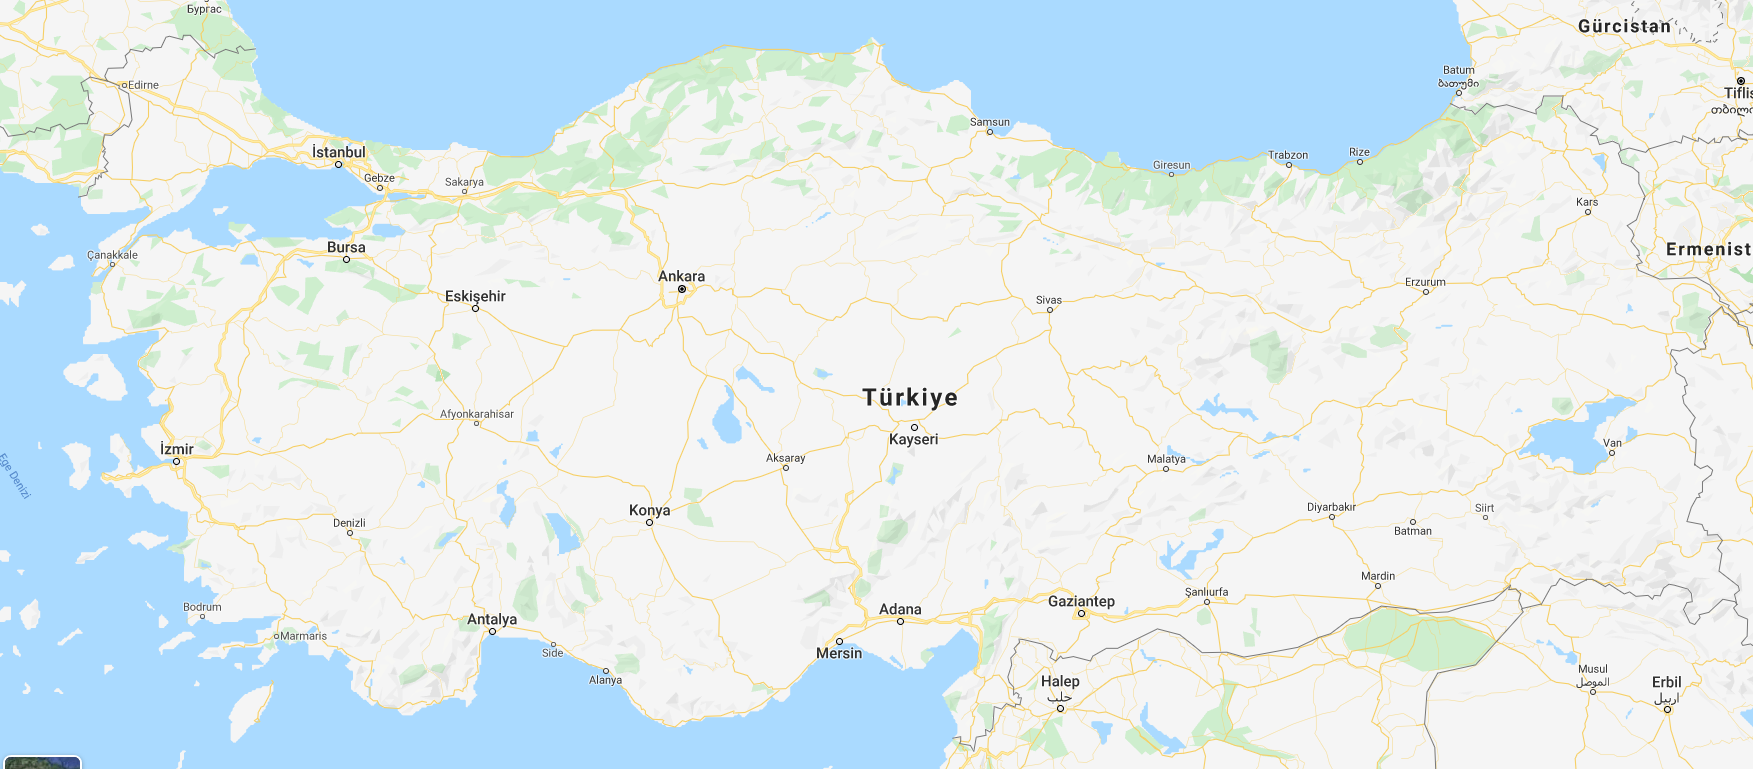 Бургас
Gürcistan
Edirne
Batum
ბათუმი
Tiflis
Samsun
İstanbul
Trabzon
Rize
Giresun
Gebze
Sakarya
Kars
Bursa
Ermenist
Çanakkale
Ankara
Erzurum
Eskişehir
Sivas
Türkiye
Afyonkarahisar
Kayseri
İzmir
Van
Aksaray
Malatya
Ege Denizi
Konya
Diyarbakır
Siirt
Denizli
Batman
Mardin
Şanlıurfa
Bodrum
Gaziantep
Adana
Antalya
Marmaris
Side
Mersin
Alanya
Musul
الموصل
Halep
حلب
Erbil
اربيل